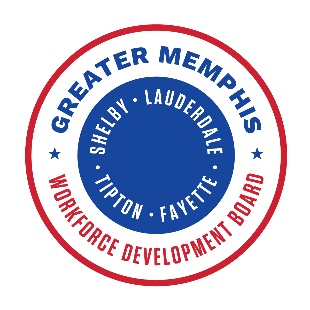 GREATER MEMPHIS
SHELBY · LAUDERDALE ·
TIPTON · FAYETTE ·
WORKFORCE DEVELOPMENT BOARD